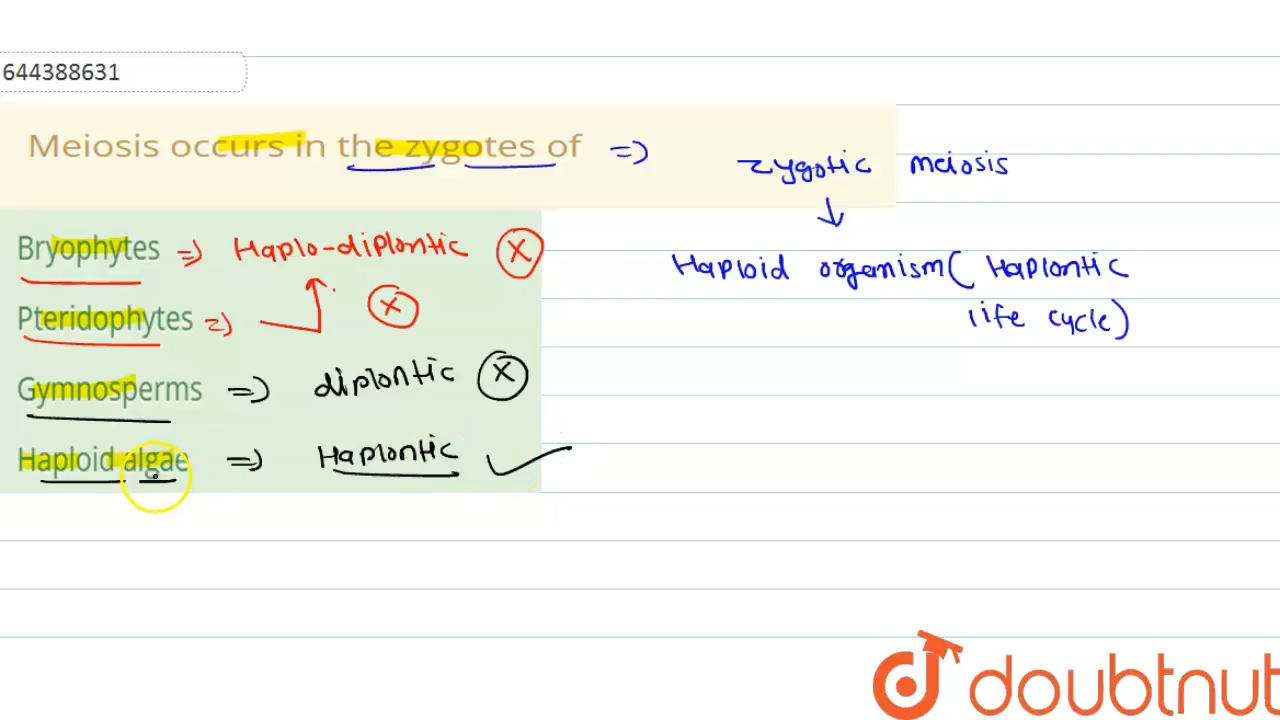 644388631
Meiosis occurs in the zygotes of => zygotic meiosis
Haploid orgenism( Haplontic
life cycle)
Bryophytes => Haplo-diplontic X
Pteridophytes => X
Gymnosperms => diplontic X
Haploid algae => Haplontic
doubtnut